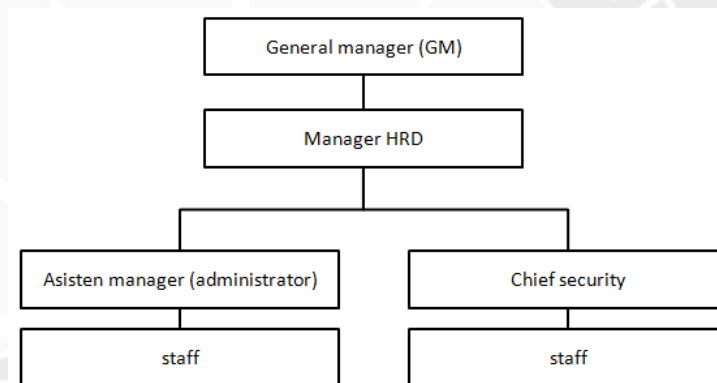 General manager (GM)
Manager HRD
Asisten manager (administrator)
Chief security
staff
staff